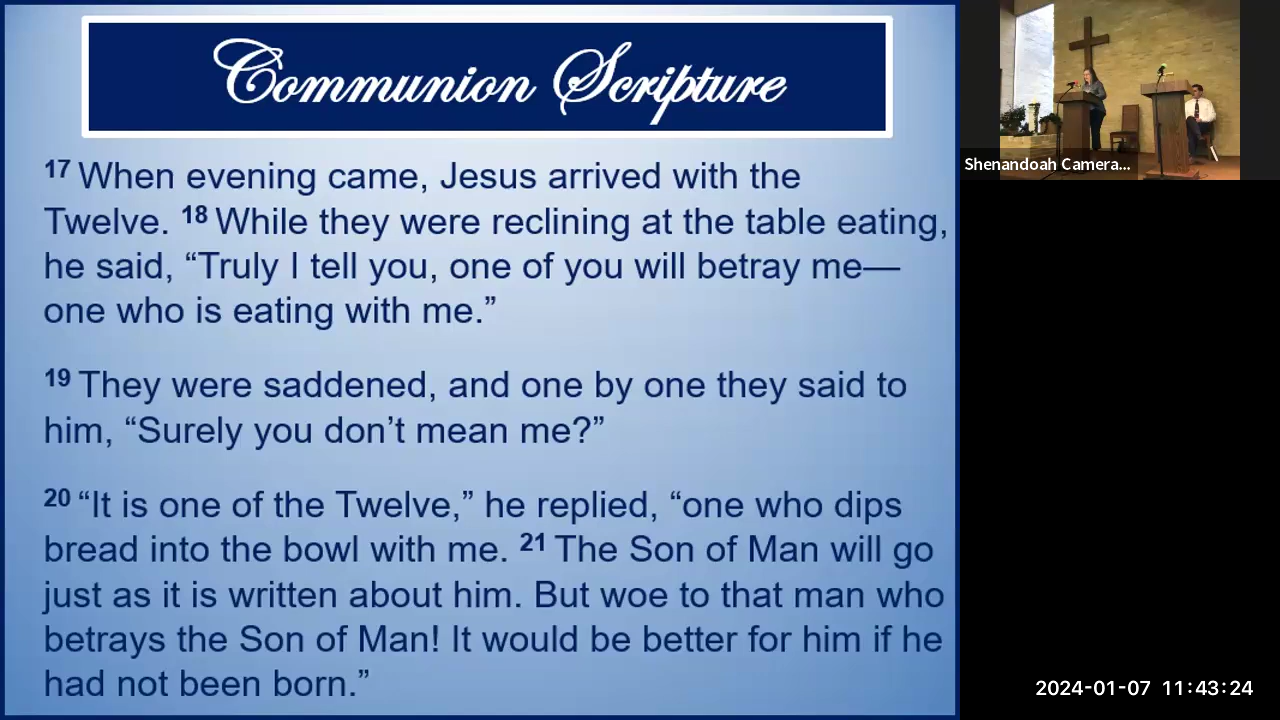 Communion Scripture
17 When evening came, Jesus arrived with the
Twelve. 18 While they were reclining at the table eating,
he said, “Truly I tell you, one of you will betray me—
one who is eating with me.”
19 They were saddened, and one by one they said to
him, “Surely you don’t mean me?”
20 “It is one of the Twelve,” he replied, “one who dips
bread into the bowl with me. 21 The Son of Man will go
just as it is written about him. But woe to that man who
betrays the Son of Man! It would be better for him if he
had not been born.”
Shenandoah Camera...
2024-01-07 11:43:24